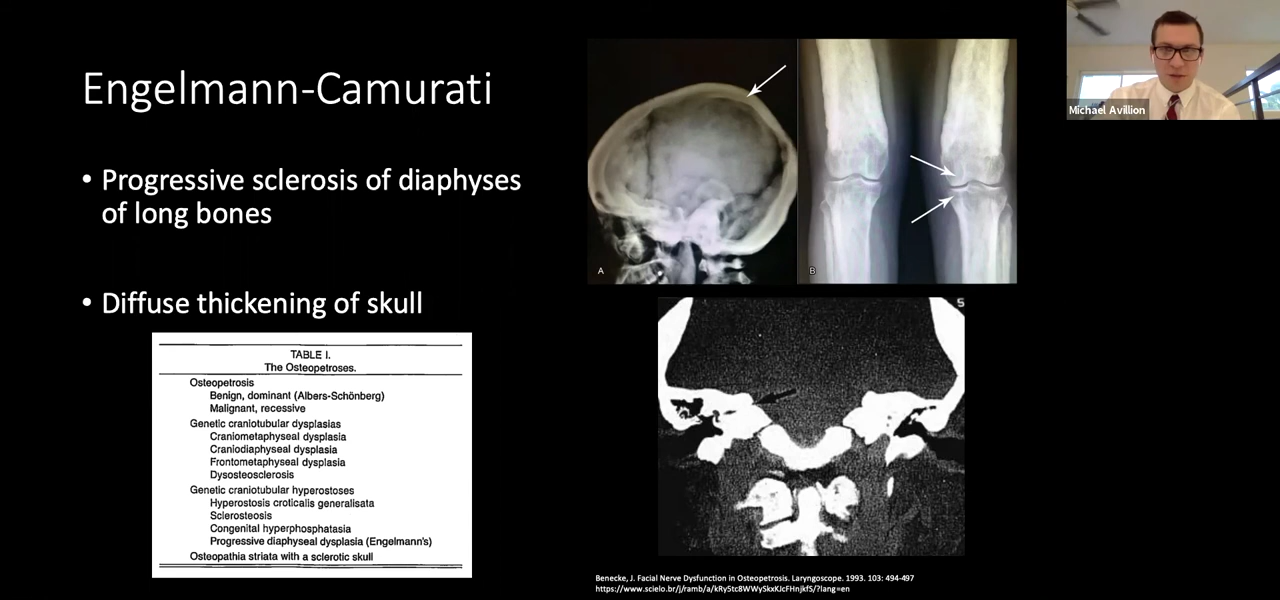 Engelmann-Camurati
• Progressive sclerosis of diaphyses
of long bones
• Diffuse thickening of skull
TABLE I.
The Osteopetroses.
Osteopetrosis
Benign, dominant (Albers-Schönberg)
Malignant, recessive
Genetic craniotubular dysplasias
Craniometaphyseal dysplasia
Craniodiaphyseal dysplasia
Frontometaphyseal dysplasia
Dysosteosclerosis
Genetic craniotubular hyperostoses
Hyperostosis croticalis generalisata
Sclerosteosis
Congenital hyperphosphatasia
Progressive diaphyseal dysplasia (Engelmann's)
Osteopathia striata with a sclerotic skull
A
B
5
Benecke, J. Facial Nerve Dysfunction in Osteopetrosis. Laryngoscope. 1993. 103: 494-497
https://www.scielo.br/j/ramb/a/kRyStc8WWySkxKJcFHnjkfS/?lang=en
Michael Avillion